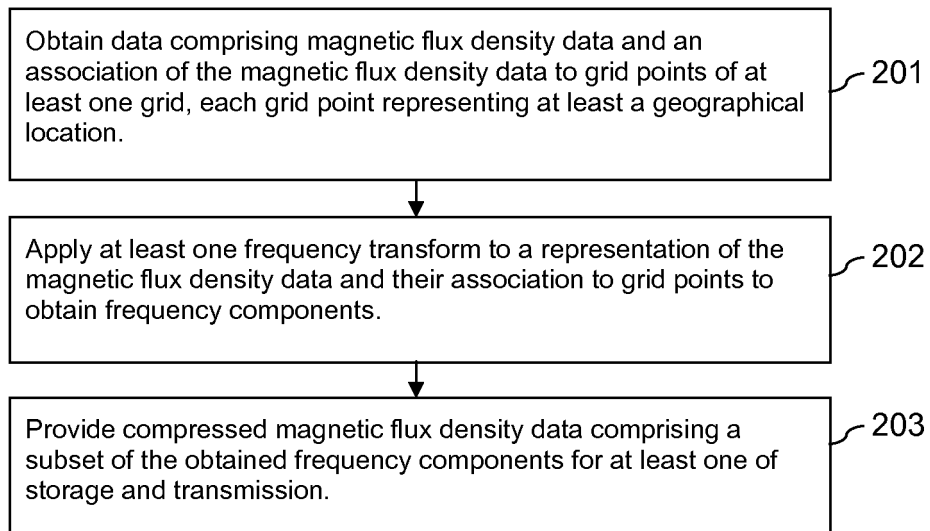 Obtain data comprising magnetic flux density data and an
association of the magnetic flux density data to grid points of at
least one grid, each grid point representing at least a geographical
location.
201
Apply at least one frequency transform to a representation of the
magnetic flux density data and their association to grid points to
obtain frequency components.
202
Provide compressed magnetic flux density data comprising a
subset of the obtained frequency components for at least one of
storage and transmission.
203